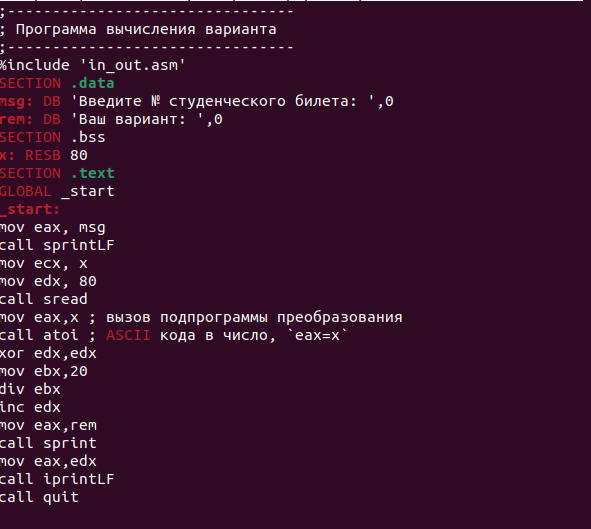 ;--------------------------------
; Программа вычисления варианта
;--------------------------------
%include 'in_out.asm'
SECTION .data
msg: DB 'Введите № студенческого билета: ',0
rem: DB 'Ваш вариант: ',0
SECTION .bss
x: RESB 80
SECTION .text
GLOBAL _start
_start:
mov eax, msg
call sprintLF
mov ecx, x
mov edx, 80
call sread
mov eax,x ; вызов подпрограммы преобразования
call atoi ; ASCII кода в число, `eax=x`
xor edx,edx
mov ebx,20
div ebx
inc edx
mov eax,rem
call sprint
mov eax,edx
call iprintLF
call quit